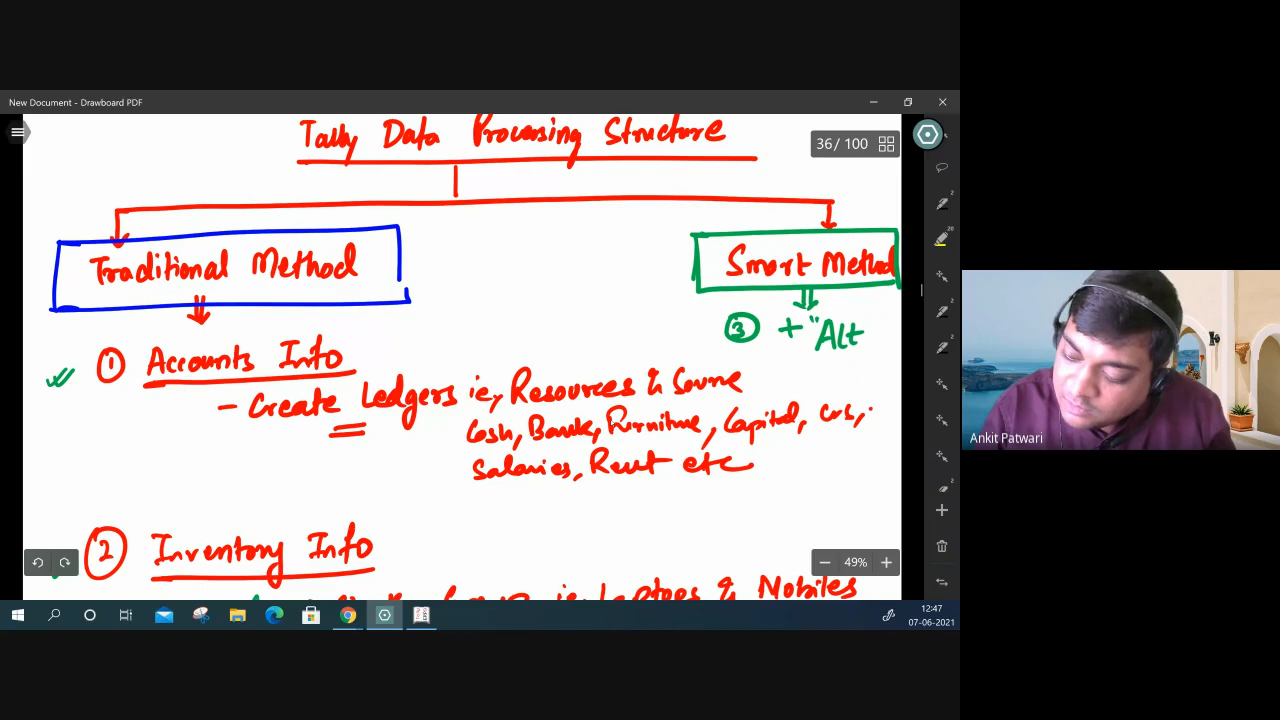 New Document - Drawboard PDF
Tally Data Processing Structure
36 / 100
Traditional Method
Smart Method
③ + "Alt
① Accounts Info
- Create Ledgers ie, Resources & Source
Cash, Bank, Furniture, Capital,
Salaries, Rent etc
Ankit Patwari
② Inventory Info
49%
ie, Laptops & Mobiles
12:47
07-06-2021